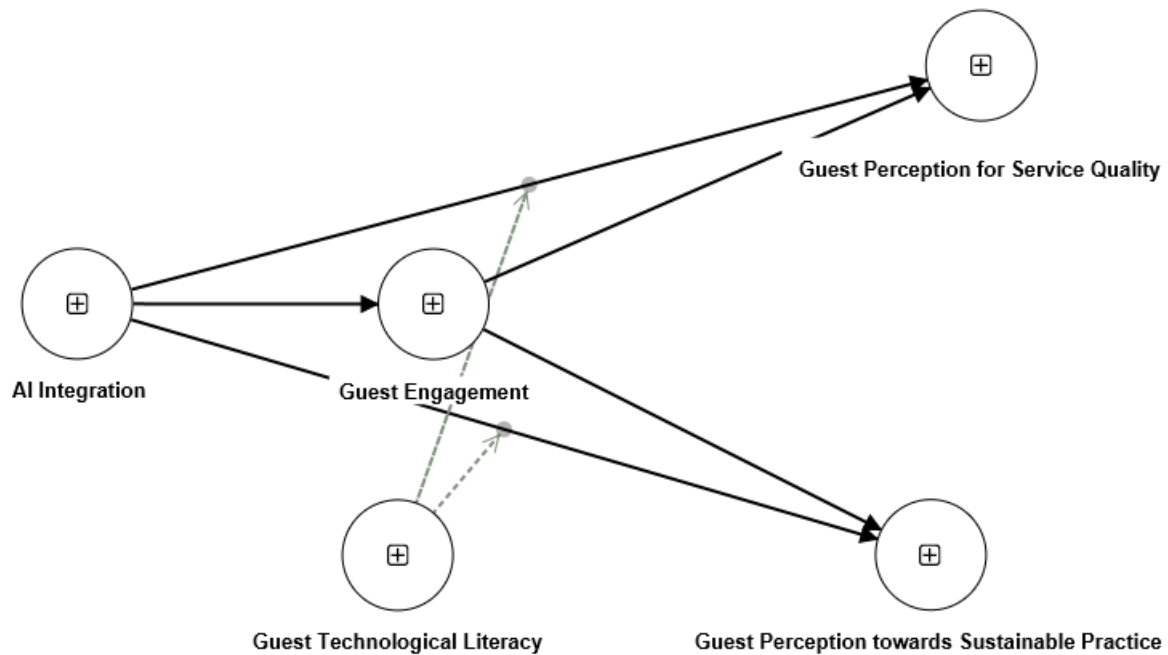 Guest Perception for Service Quality
AI Integration
Guest Engagement
Guest Technological Literacy
Guest Perception towards Sustainable Practice